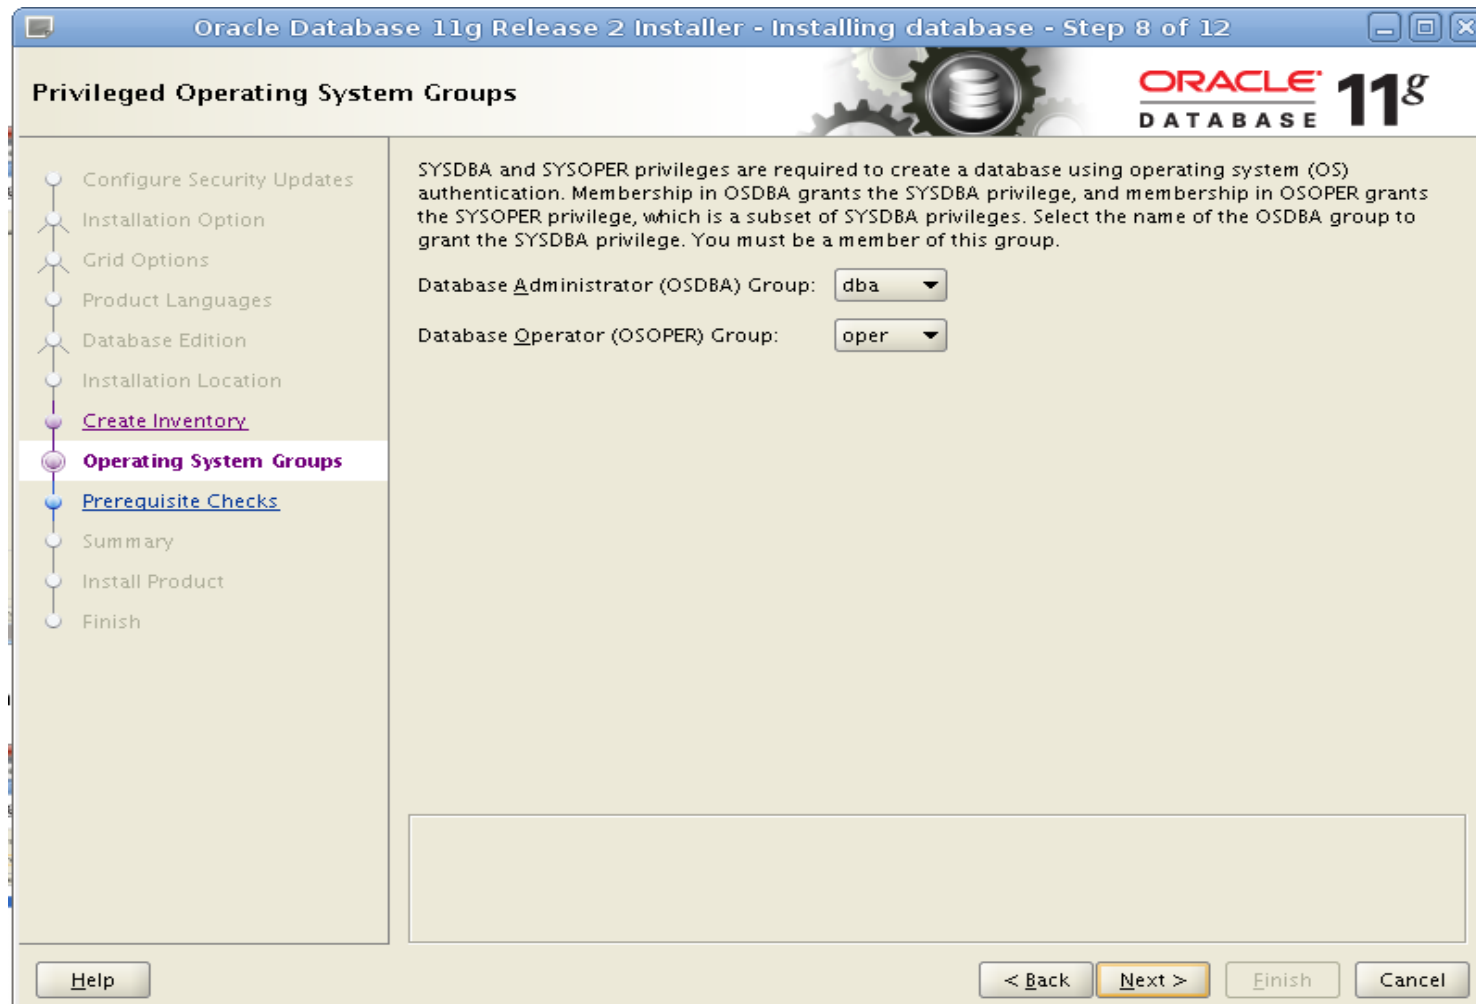 Oracle Database 11g Release 2 Installer - Installing database - Step 8 of 12
Privileged Operating System Groups
ORACLE
DATABASE
11g
Configure Security Updates
Installation Option
Grid Options
Product Languages
Database Edition
Installation Location
Create Inventory
Operating System Groups
Prerequisite Checks
Summary
Install Product
Finish
SYSDBA and SYSOPER privileges are required to create a database using operating system (OS)
authentication. Membership in OSDBA grants the SYSDBA privilege, and membership in OSOPER grants
the SYSOPER privilege, which is a subset of SYSDBA privileges. Select the name of the OSDBA group to
grant the SYSDBA privilege. You must be a member of this group.
Database Administrator (OSDBA) Group: dba
Database Operator (OSOPER) Group: oper
Help
< Back
Next >
Finish
Cancel